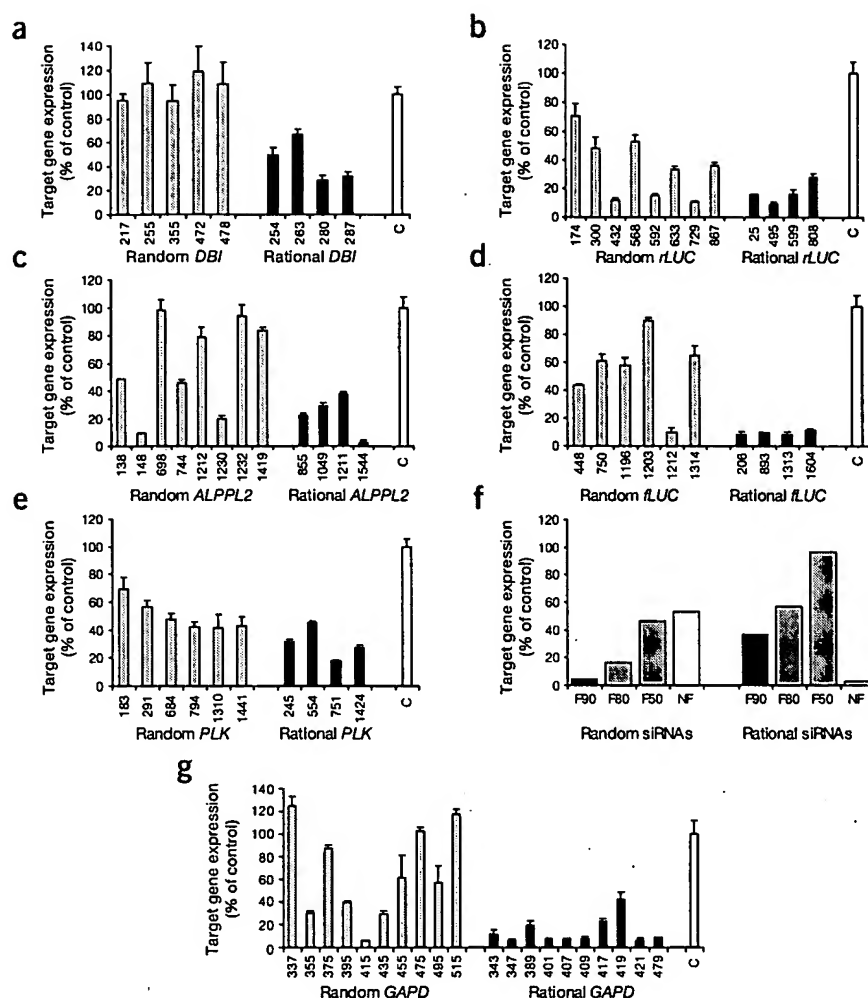 a
Target gene expression
(% of control)
140
120
100
80
60
40
20
0
217
255
355
472
478
254
263
280
287
C
Random DBI
Rational DBI
b
Target gene expression
(% of control)
120
100
80
60
40
20
0
174
300
432
568
592
633
729
867
25
495
599
808
C
Random rLUC
Rational rLUC
c
Target gene expression
(% of control)
120
100
80
60
40
20
0
138
148
698
744
1212
1230
1232
1419
855
1049
1211
1544
C
Random ALPPL2
Rational ALPPL2
d
Target gene expression
(% of control)
120
100
80
60
40
20
0
448
750
1196
1203
1212
1314
206
893
1313
1604
C
Random fLUC
Rational fLUC
e
Target gene expression
(% of control)
120
100
80
60
40
20
0
183
291
684
794
1310
1441
245
554
751
1424
C
Random PLK
Rational PLK
f
Target gene expression
(% of control)
120
100
80
60
40
20
0
F90
F80
F50
NF
F90
F80
F50
NF
Random siRNAs
Rational siRNAs
g
Target gene expression
(% of control)
140
120
100
80
60
40
20
0
337
355
375
395
415
435
455
475
495
515
343
347
389
401
407
409
417
419
421
479
C
Random GAPD
Rational GAPD